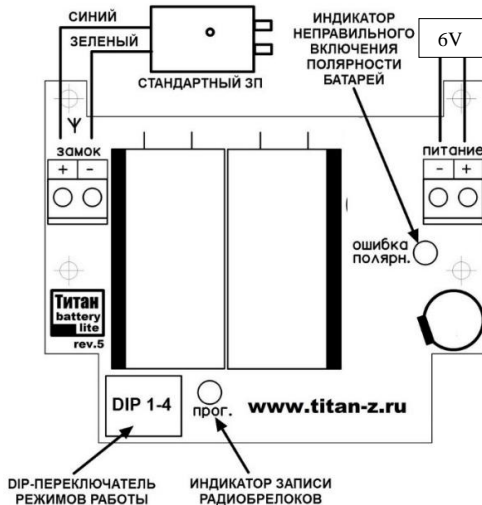 СИНИЙ
ЗЕЛЕНЫЙ
СТАНДАРТНЫЙ ЗП
ИНДИКАТОР
НЕПРАВИЛЬНОГО
ВКЛЮЧЕНИЯ
ПОЛЯРНОСТИ
БАТАРЕЙ
6V
Ψ
замок
+ -
питание
- +
ошибка
полярн.
Титан
battery
lite
rev.5
DIP 1-4
прог.
www.titan-z.ru
DIP-ПЕРЕКЛЮЧАТЕЛЬ
РЕЖИМОВ РАБОТЫ
ИНДИКАТОР ЗАПИСИ
РАДИОБРЕЛОКОВ